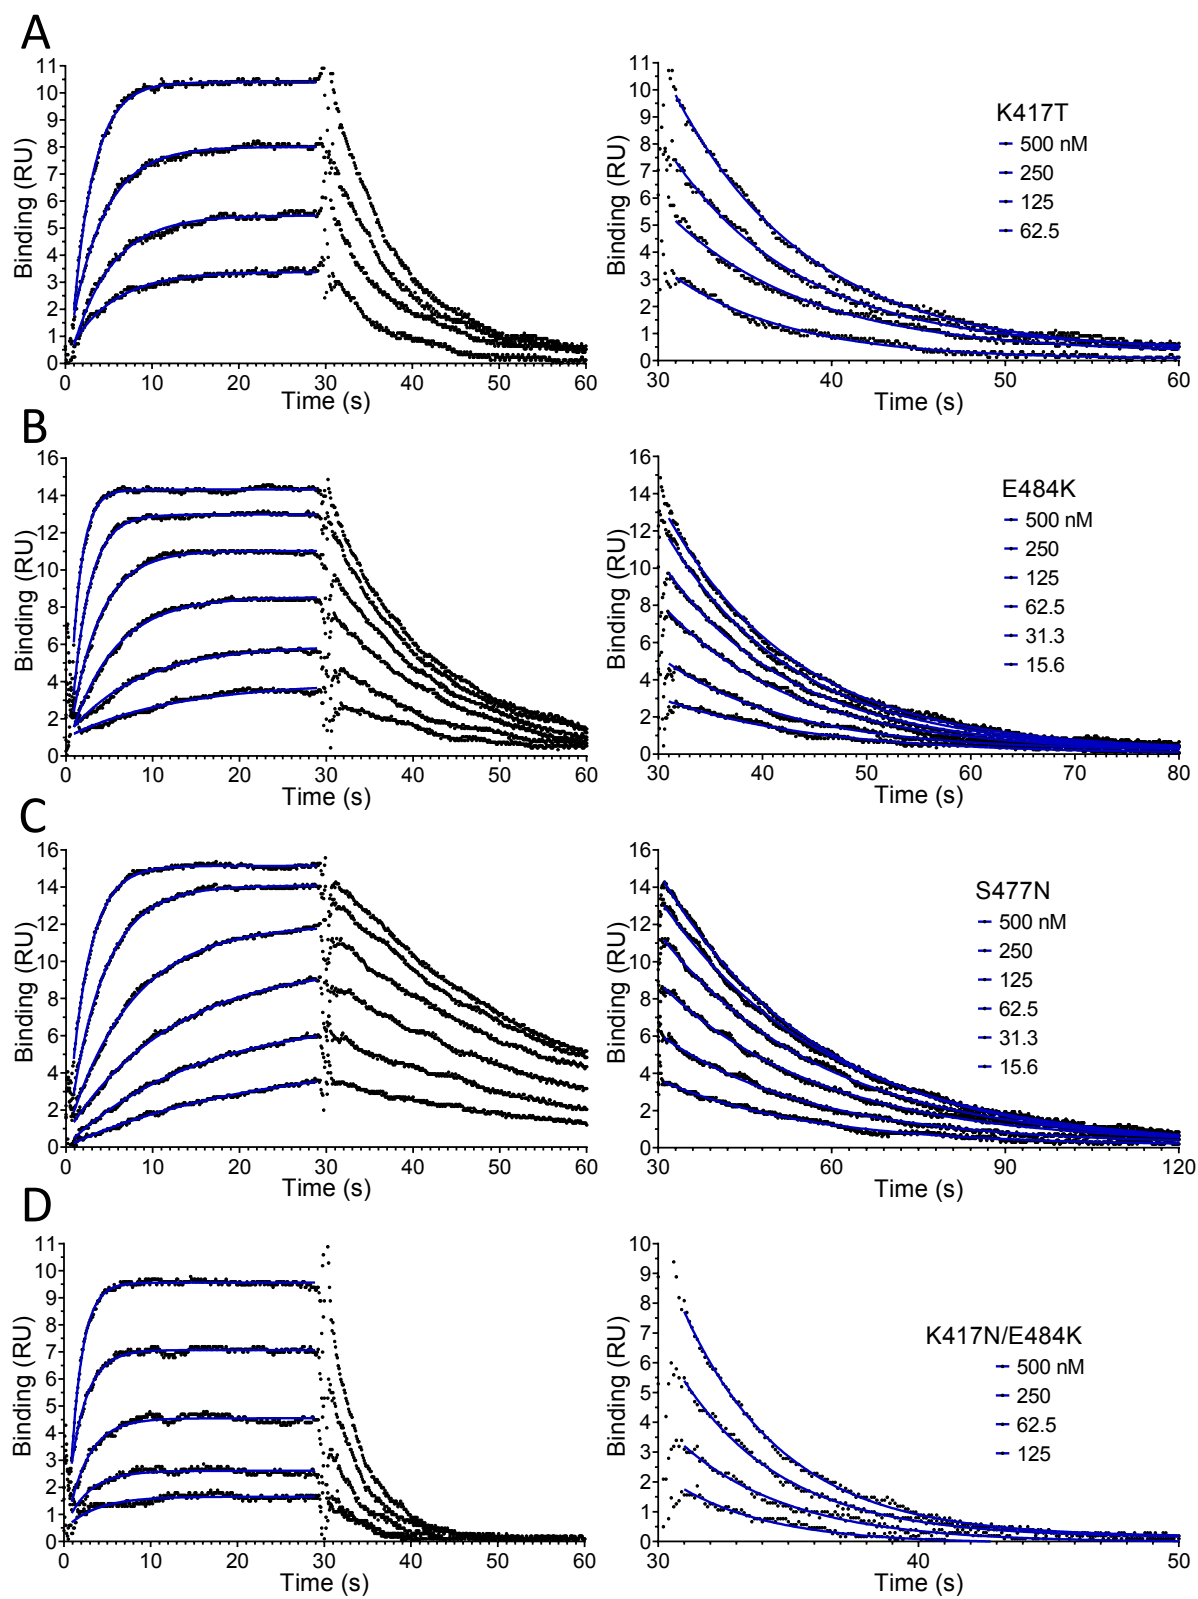 A
11
10
9
8
7
6
5
4
3
2
1
0
Binding (RU)
0 10 20 30 40 50 60
Time (s)
11
10
9
8
7
6
5
4
3
2
1
0
Binding (RU)
30 40 50 60
Time (s)
K417T
500 nM
250
125
62.5
B
16
14
12
10
8
6
4
2
0
Binding (RU)
0 10 20 30 40 50 60
Time (s)
16
14
12
10
8
6
4
2
0
Binding (RU)
30 40 50 60 70 80
Time (s)
E484K
500 nM
250
125
62.5
31.3
15.6
C
16
14
12
10
8
6
4
2
0
Binding (RU)
0 10 20 30 40 50 60
Time (s)
16
14
12
10
8
6
4
2
0
Binding (RU)
30 60 90 120
Time (s)
S477N
500 nM
250
125
62.5
31.3
15.6
D
11
10
9
8
7
6
5
4
3
2
1
0
Binding (RU)
0 10 20 30 40 50 60
Time (s)
10
9
8
7
6
5
4
3
2
1
0
Binding (RU)
30 40 50
Time (s)
K417N/E484K
500 nM
250
62.5
125